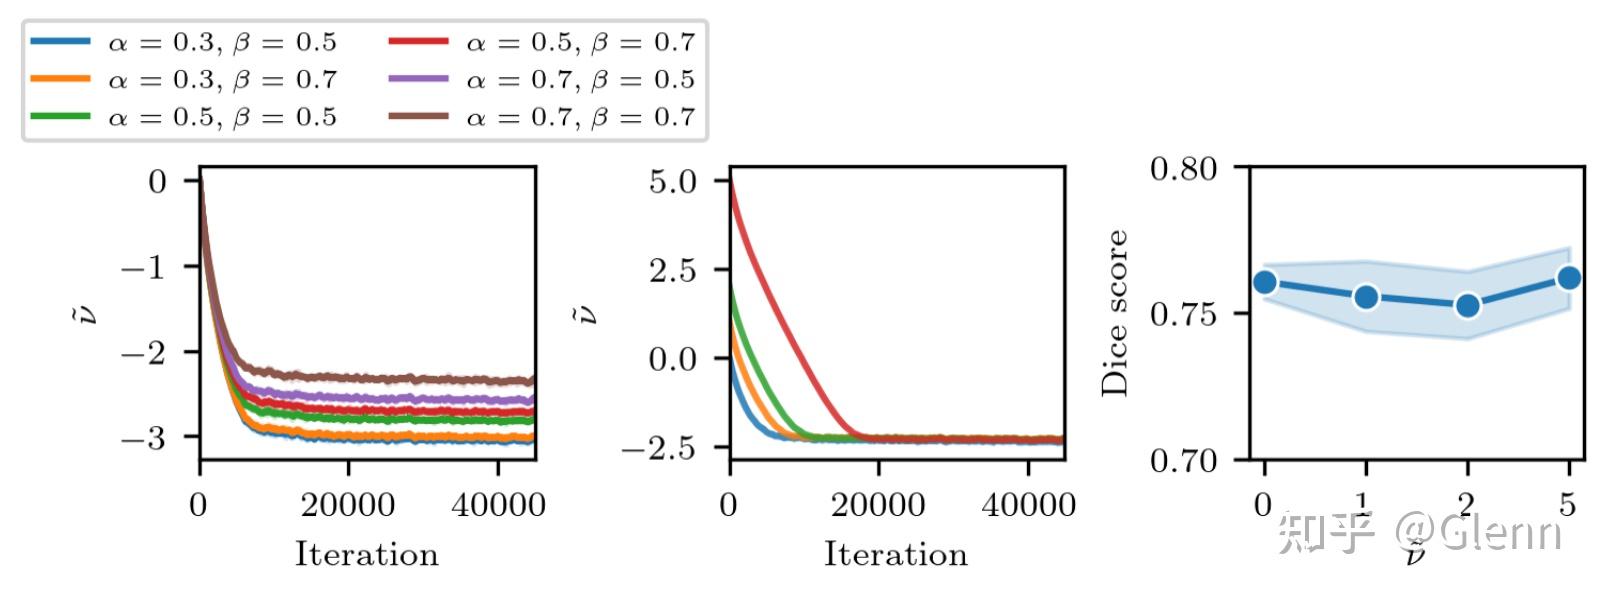 α = 0.3, β = 0.5
α = 0.3, β = 0.7
α = 0.5, β = 0.5
α = 0.5, β = 0.7
α = 0.7, β = 0.5
α = 0.7, β = 0.7
0
−1
−2
−3
ν̃
0 20000 40000
Iteration
5.0
2.5
0.0
−2.5
ν̃
0 20000 40000
Iteration
0.80
0.75
0.70
Dice score
0 1 2 5
ν̃
知乎 @Glenn